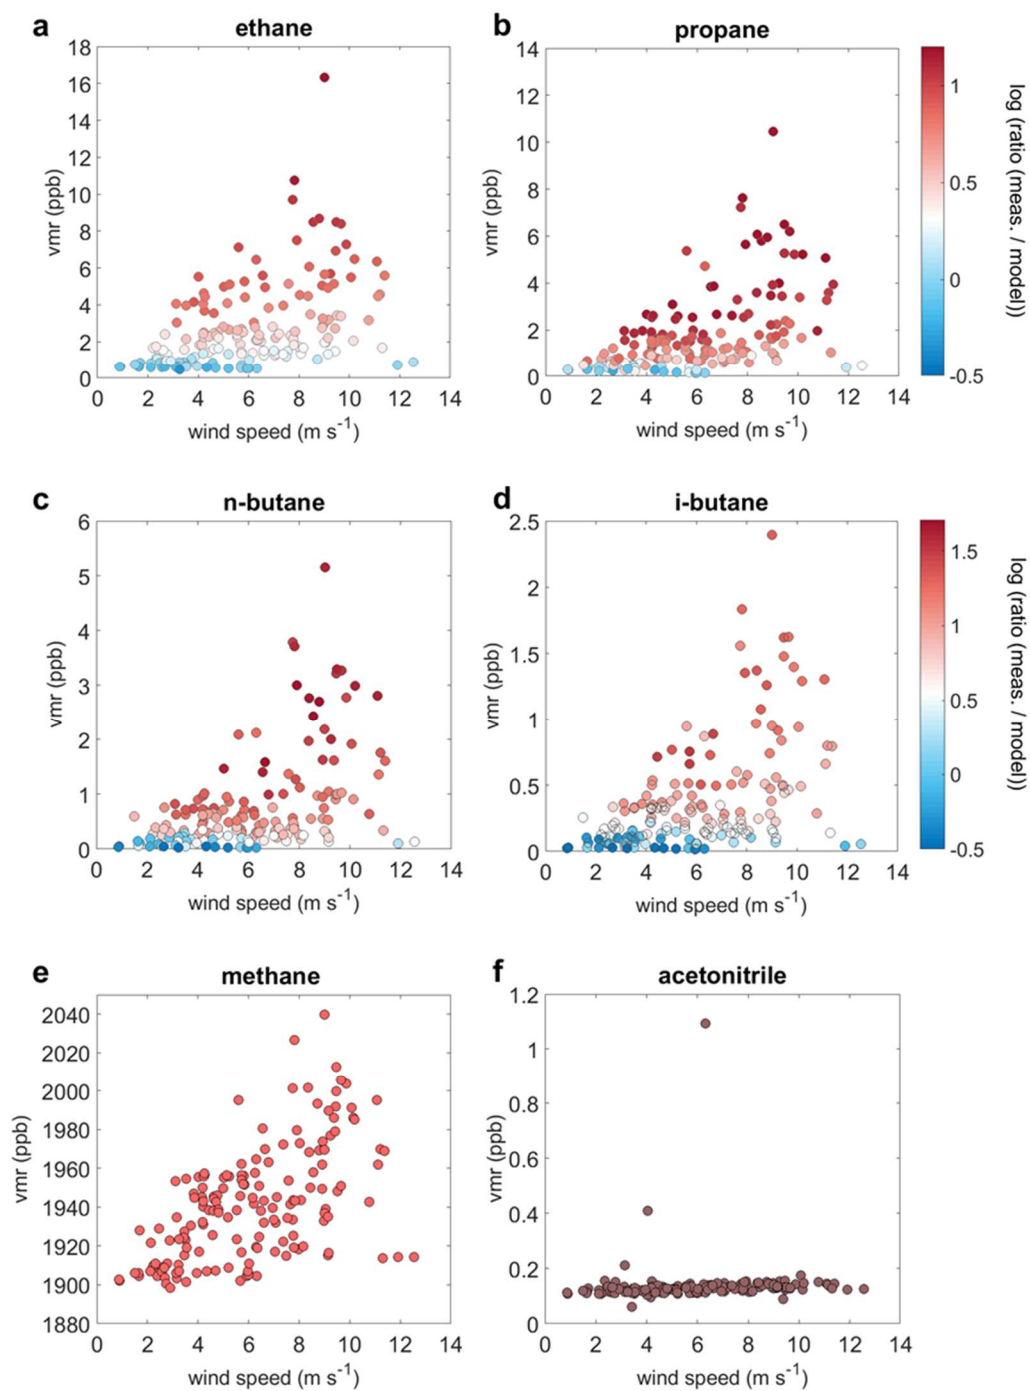 a ethane
18
16
14
12
10
8
6
4
2
0
vmr (ppb)
0 2 4 6 8 10 12 14
wind speed (m s-1)
b propane
14
12
10
8
6
4
2
0
vmr (ppb)
0 2 4 6 8 10 12 14
wind speed (m s-1)
1
0.5
0
-0.5
log (ratio (meas. / model))
c n-butane
6
5
4
3
2
1
0
vmr (ppb)
0 2 4 6 8 10 12 14
wind speed (m s-1)
d i-butane
2.5
2
1.5
1
0.5
0
vmr (ppb)
0 2 4 6 8 10 12 14
wind speed (m s-1)
1.5
1
0.5
0
-0.5
log (ratio (meas. / model))
e methane
2040
2020
2000
1980
1960
1940
1920
1900
1880
vmr (ppb)
0 2 4 6 8 10 12 14
wind speed (m s-1)
f acetonitrile
1.2
1
0.8
0.6
0.4
0.2
0
vmr (ppb)
0 2 4 6 8 10 12 14
wind speed (m s-1)